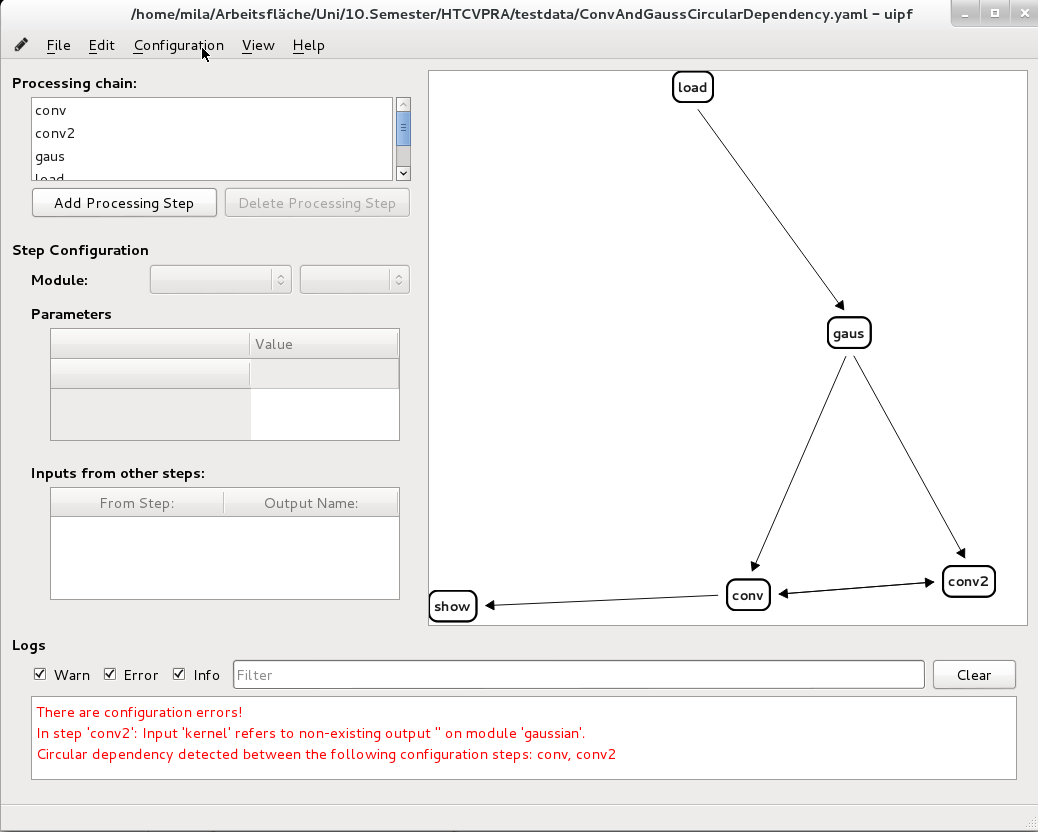 /home/mila/Arbeitsfläche/Uni/10.Semester/HTCVPRA/testdata/ConvAndGaussCircularDependency.yaml – uipf
File Edit Configuration View Help
Processing chain:
conv
conv2
gaus
load
Add Processing Step Delete Processing Step
Step Configuration
Module:
Parameters
Value
Inputs from other steps:
From Step: Output Name:
load
gaus
conv2
conv
show
Logs
Warn Error Info Filter Clear
There are configuration errors!
In step 'conv2': Input 'kernel' refers to non-existing output '' on module 'gaussian'.
Circular dependency detected between the following configuration steps: conv, conv2